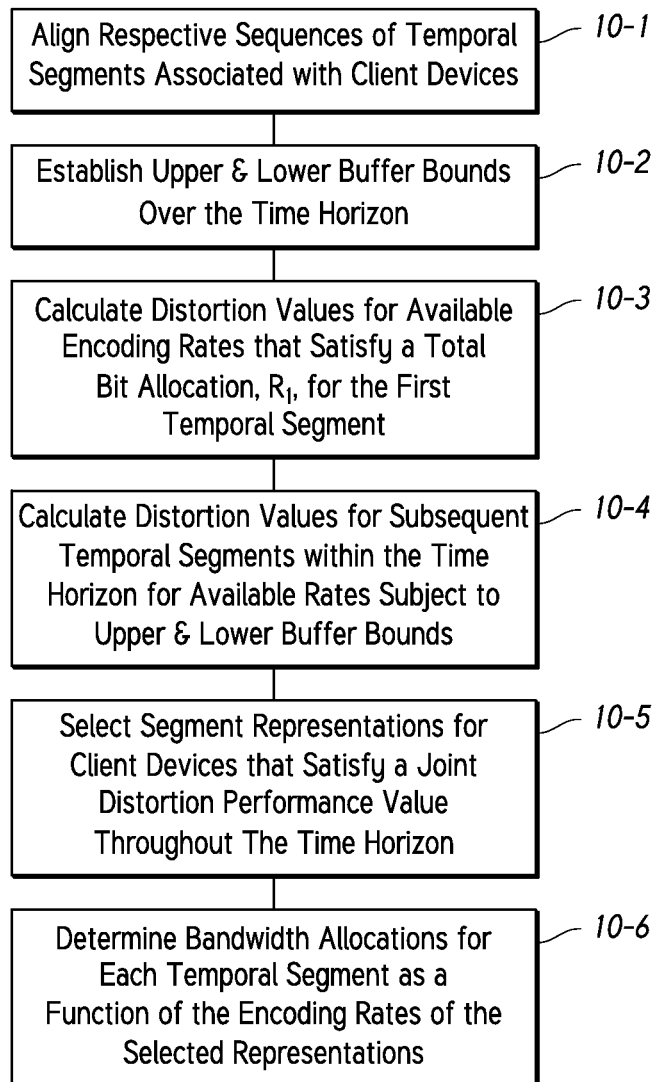 Align Respective Sequences of Temporal
Segments Associated with Client Devices
10-1
Establish Upper & Lower Buffer Bounds
Over the Time Horizon
10-2
Calculate Distortion Values for Available
Encoding Rates that Satisfy a Total
Bit Allocation, R₁, for the First
Temporal Segment
10-3
Calculate Distortion Values for Subsequent
Temporal Segments within the Time
Horizon for Available Rates Subject to
Upper & Lower Buffer Bounds
10-4
Select Segment Representations for
Client Devices that Satisfy a Joint
Distortion Performance Value
Throughout The Time Horizon
10-5
Determine Bandwidth Allocations for
Each Temporal Segment as a
Function of the Encoding Rates of the
Selected Representations
10-6